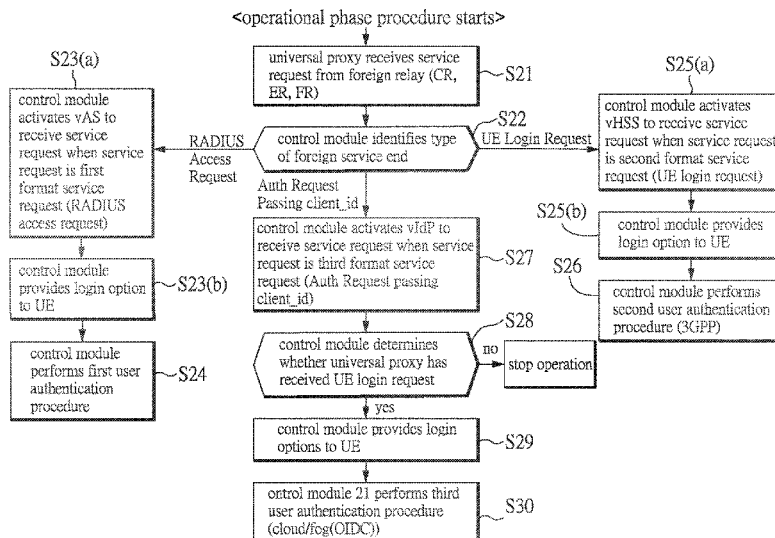 <operational phase procedure starts>
universal proxy receives service
request from foreign relay (CR,
ER, FR)
S21
S22
control module identifies type
of foreign service end
RADIUS
Access
Request
UE Login Request
Auth Request
Passing client_id
S23(a)
control module
activates vAS to
receive service
request when service
request is first
format service
request (RADIUS
access request)
control module
provides login option
to UE
S23(b)
control module
performs first user
authentication
procedure
S24
S25(a)
control module activates
vHSS to receive service
request when service request
is second format service
request (UE login request)
S25(b)
control module provides
login option to UE
S26
control module performs
second user authentication
procedure (3GPP)
control module activates vIdP to
receive service request when service
request is third format service
request (Auth Request passing
client_id)
S27
S28
control module determines
whether universal proxy has
received UE login request
no
stop operation
yes
control module provides login
options to UE
S29
ontrol module 21 performs third
user authentication procedure
(cloud/fog(OIDC))
S30